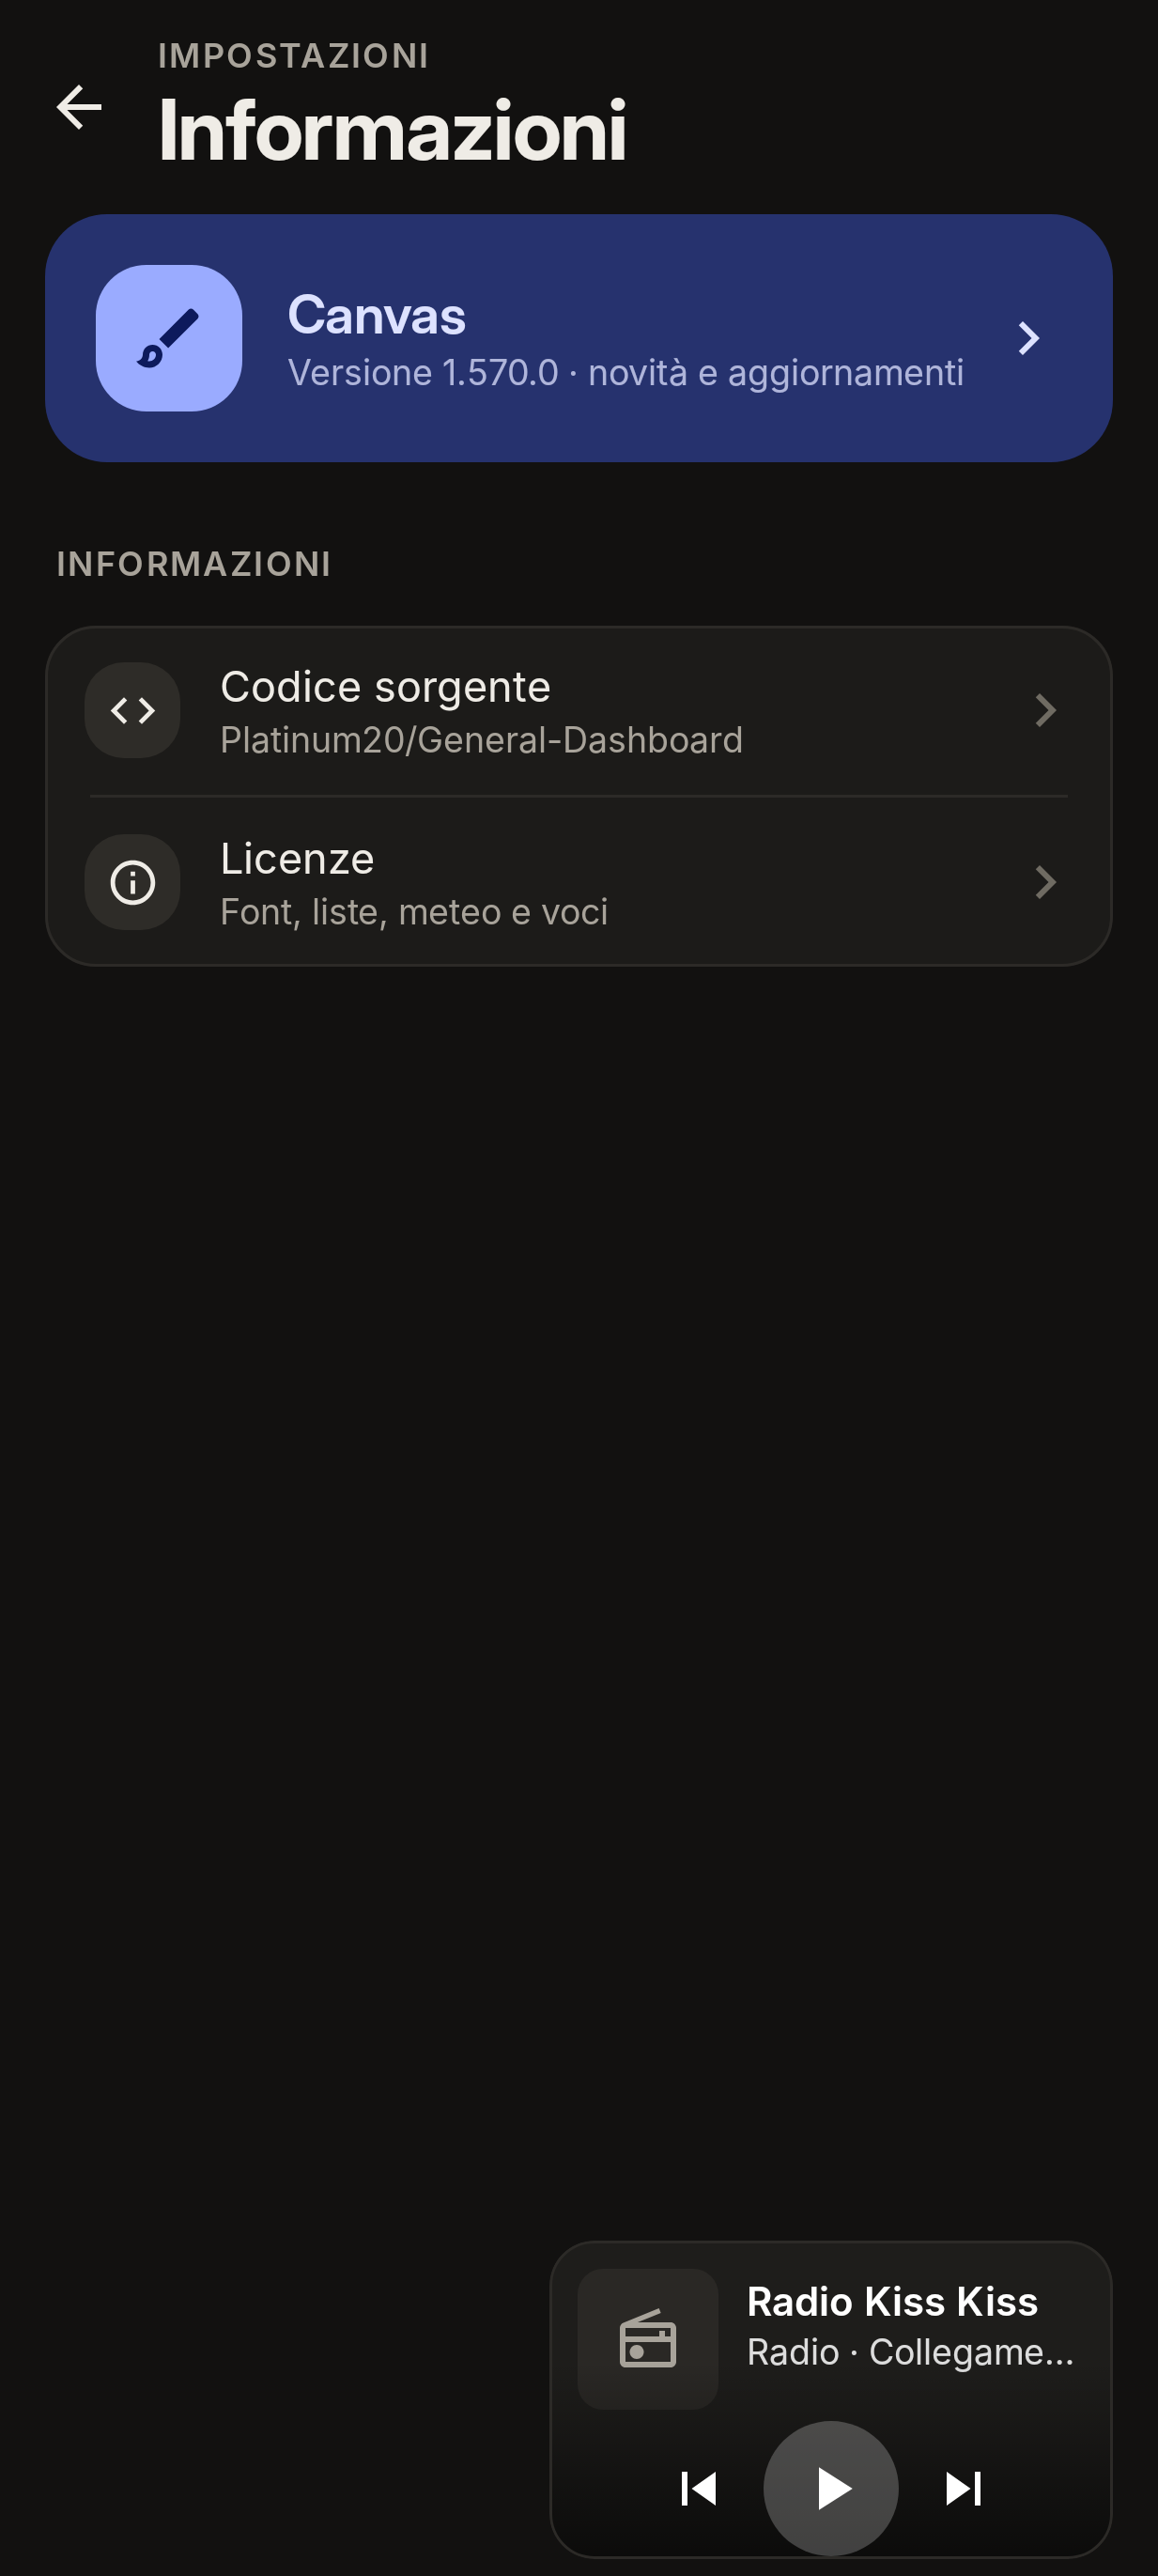 IMPOSTAZIONI
Informazioni
Canvas
Versione 1.570.0 · novità e aggiornamenti
INFORMAZIONI
Codice sorgente
Platinum20/General-Dashboard
Licenze
Font, liste, meteo e voci
Radio Kiss Kiss
Radio · Collegame...